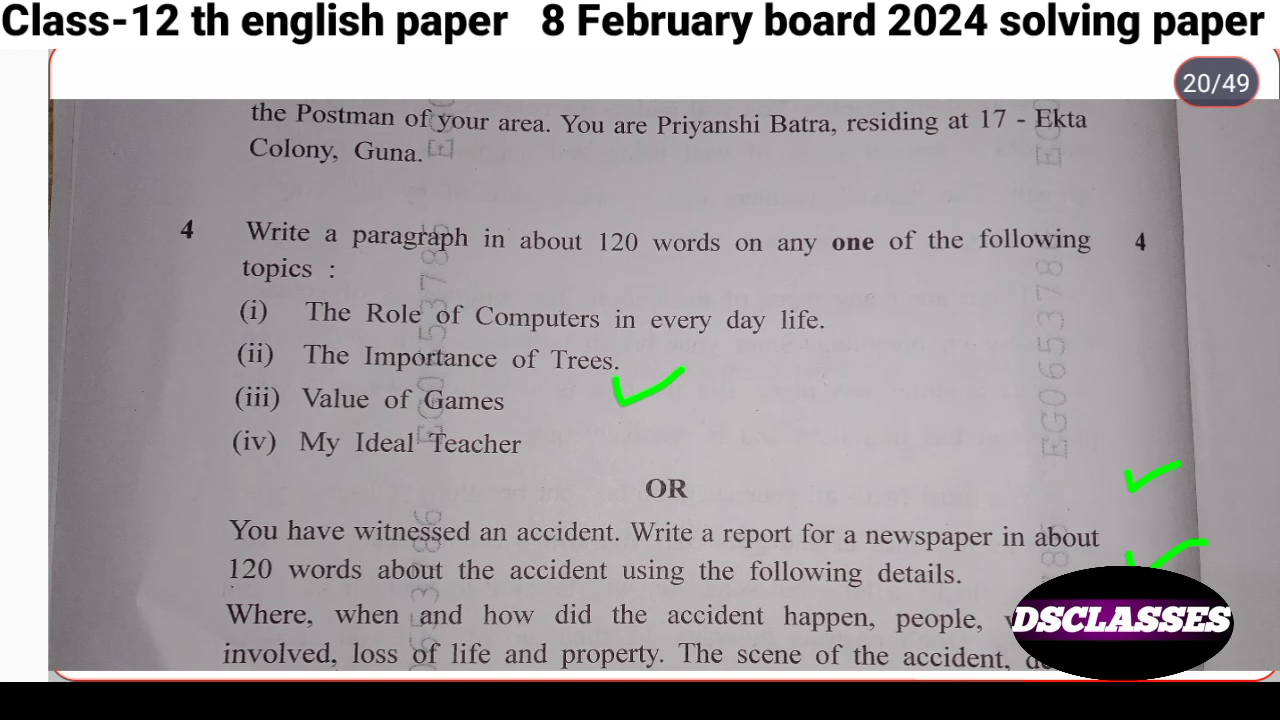 Class-12 th english paper 8 February board 2024 solving paper
20/49
the Postman of your area. You are Priyanshi Batra, residing at 17 - Ekta
Colony, Guna.
4 Write a paragraph in about 120 words on any one of the following 4
topics :
(i) The Role of Computers in every day life.
(ii) The Importance of Trees.
(iii) Value of Games
(iv) My Ideal Teacher
OR
You have witnessed an accident. Write a report for a newspaper in about
120 words about the accident using the following details.
Where, when and how did the accident happen, people,
involved, loss of life and property. The scene of the accident,
DSCLASSES
EG0653786